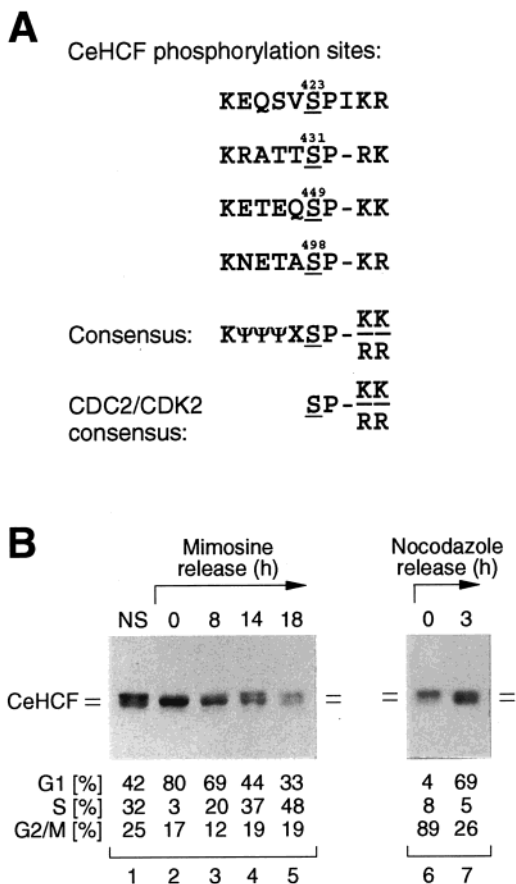 A
CeHCF phosphorylation sites:
423
KEQSVSPIKR
431
KRATTSP-RK
449
KETEQSP-KK
498
KNETASP-KR
Consensus: KΨΨΨXSP-KK
RR
CDC2/CDK2 consensus: SP-KK
RR
B
Mimosine release (h)
Nocodazole release (h)
NS 0 8 14 18 0 3
CeHCF = = = =
G1 [%] 42 80 69 44 33 4 69
S [%] 32 3 20 37 48 8 5
G2/M [%] 25 17 12 19 19 89 26
1 2 3 4 5 6 7